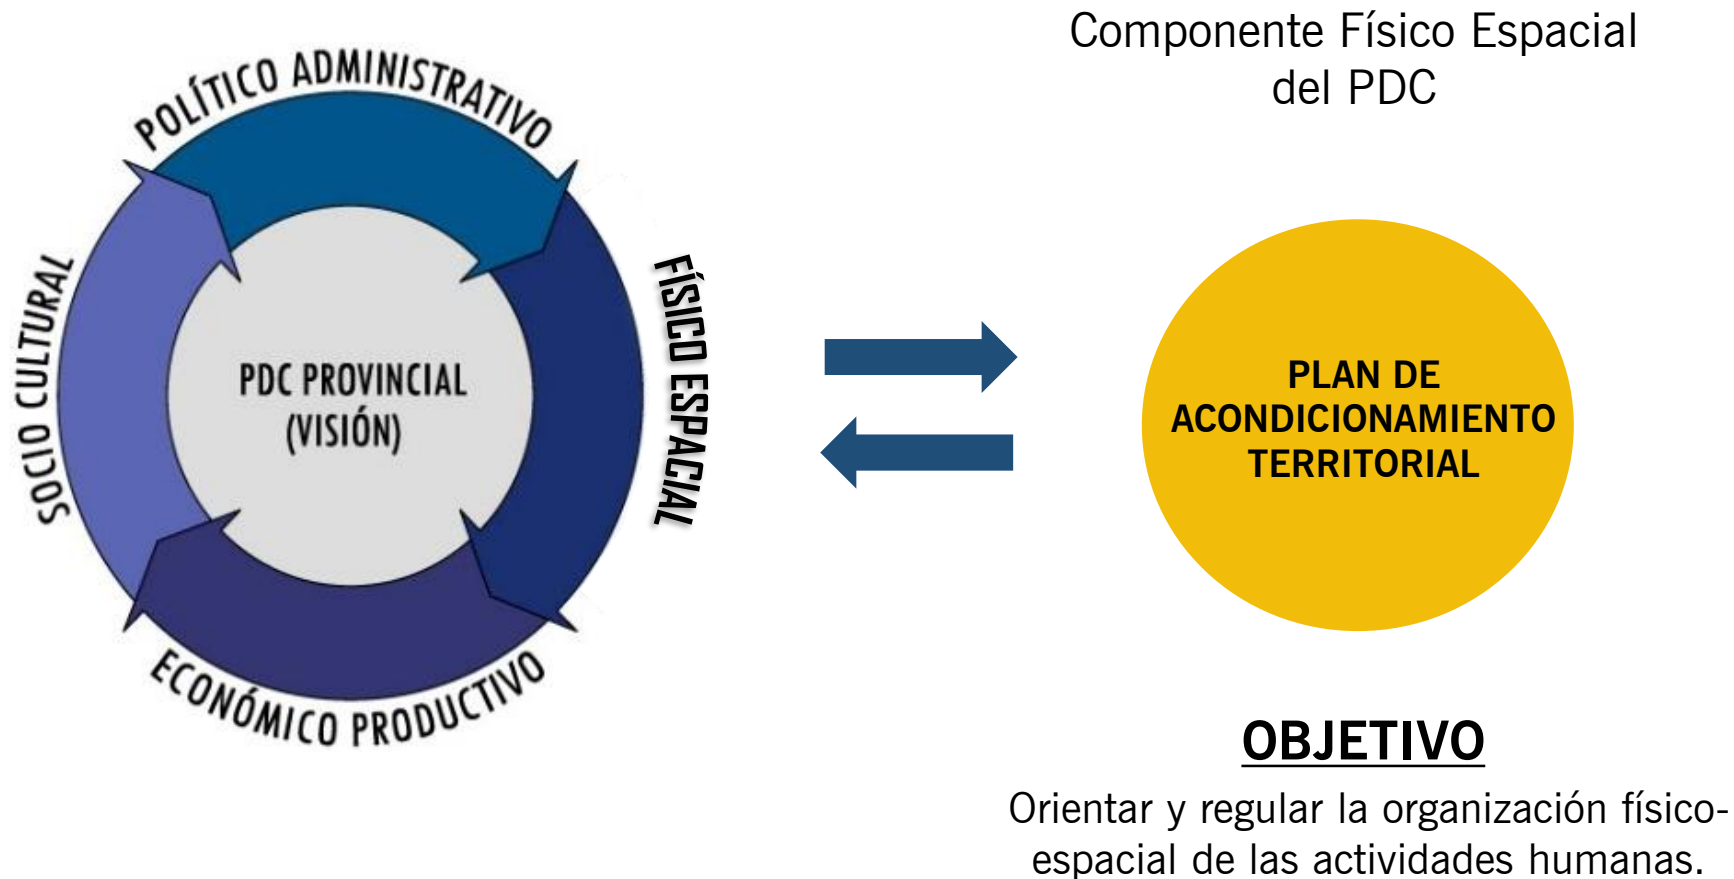 POLÍTICO ADMINISTRATIVO
SOCIO CULTURAL
FÍSICO ESPACIAL
PDC PROVINCIAL
(VISIÓN)
ECONÓMICO PRODUCTIVO
Componente Físico Espacial
del PDC
PLAN DE
ACONDICIONAMIENTO
TERRITORIAL
OBJETIVO
Orientar y regular la organización físico-
espacial de las actividades humanas.